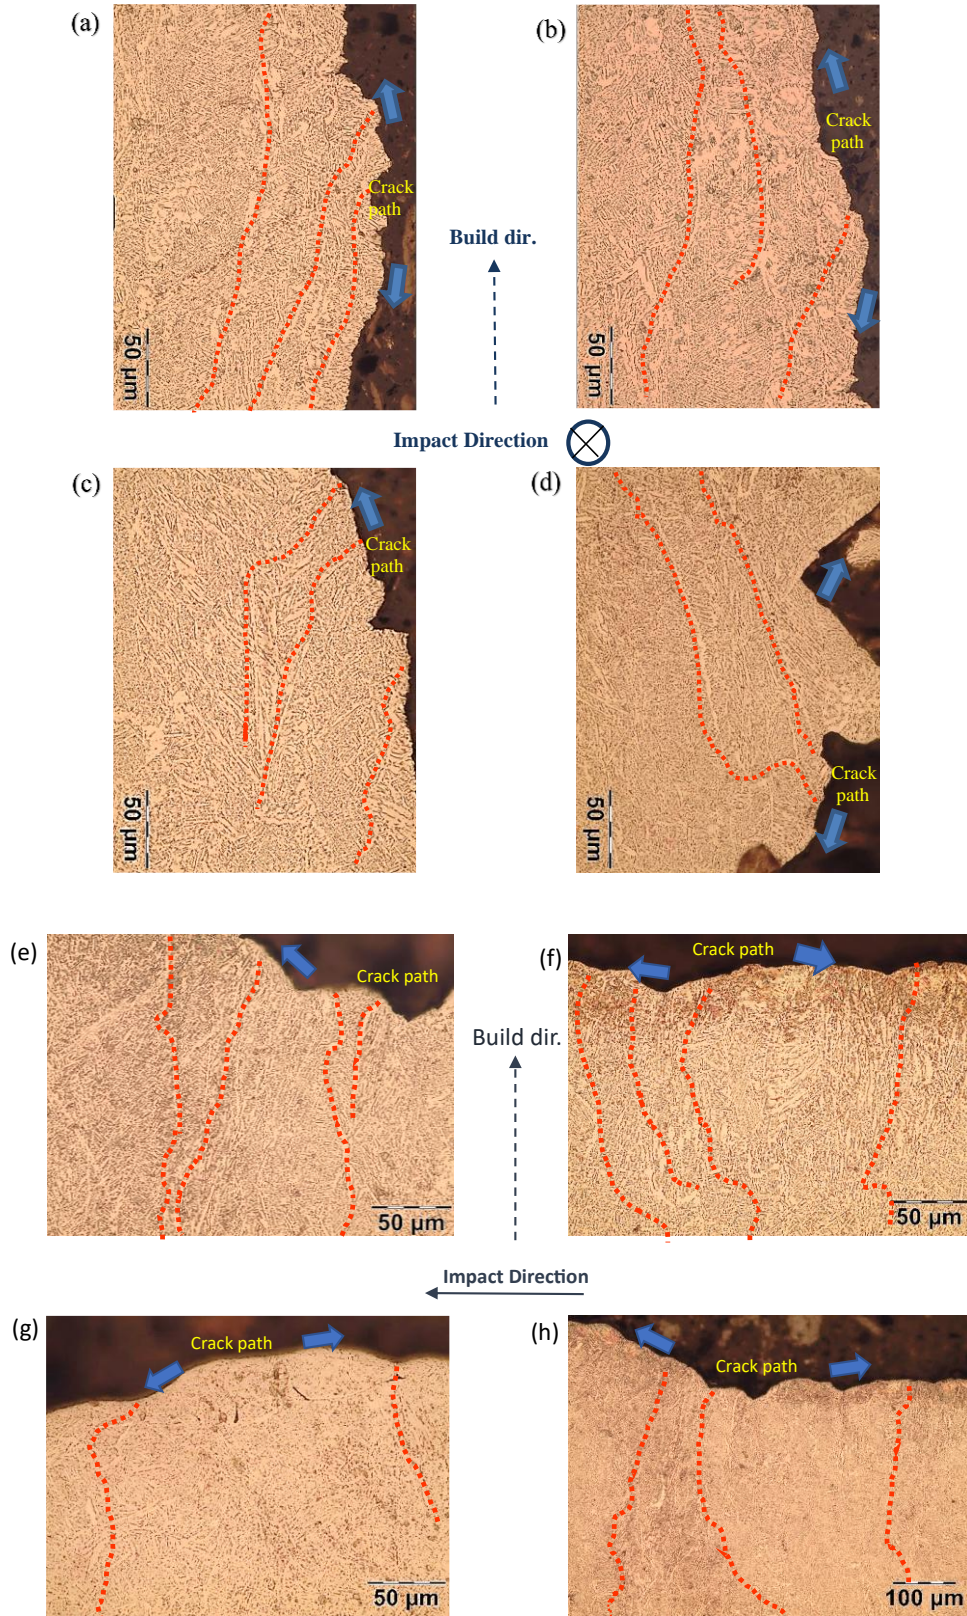 (a)
(b)
Crack
path
Crack
path
Build dir.
50 µm
50 µm
Impact Direction
(c)
(d)
Crack
path
Crack
path
50 µm
50 µm
(e)
(f)
Crack path
Crack path
Build dir.
50 µm
50 µm
Impact Direction
(g)
(h)
Crack path
Crack path
50 µm
100 µm